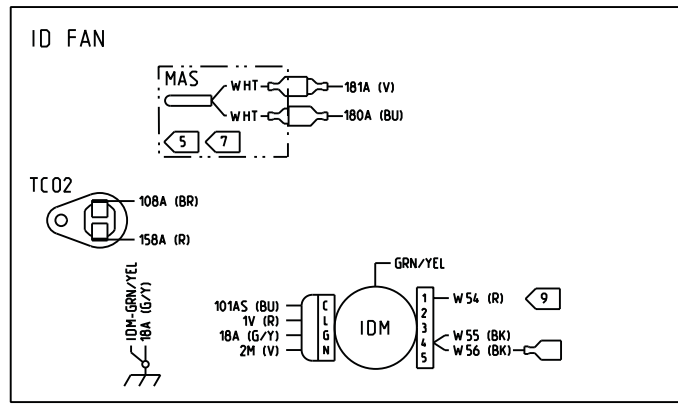 ID FAN
MAS
WHT 181A (V)
WHT 180A (BU)
5 7
TCO2
108A (BR)
158A (R)
IDM-GRN/YEL
18A (G/Y)
GRN/YEL
101AS (BU) C
1V (R) L
18A (G/Y) G
2M (V) N
IDM
1 W54 (R) 9
2
3
4
5
W55 (BK)
W56 (BK)